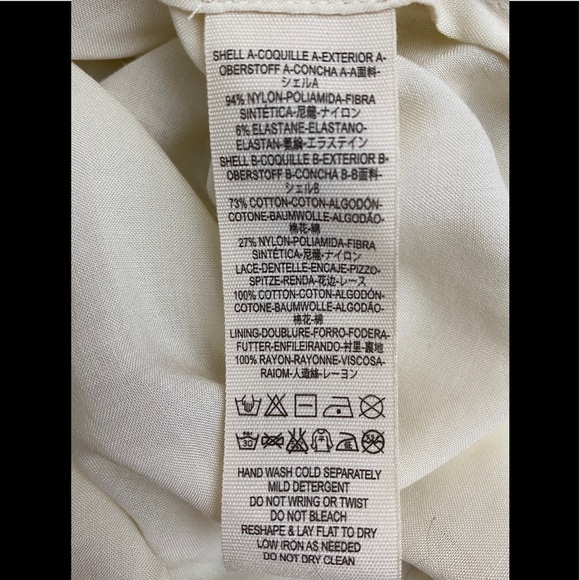 SHELL A-COQUILLE A-EXTERIOR A-
OBERSTOFF A-CONCHA A-A面料-
シェルA
94% NYLON-POLIAMIDA-FIBRA
SINTÉTICA-尼龍-ナイロン
6% ELASTANE-ELASTANO-
ELASTAN-氨綸-エラステイン
SHELL B-COQUILLE B-EXTERIOR B-
OBERSTOFF B-CONCHA B-B面料-
シェルB
73% COTTON-COTON-ALGODÓN-
COTONE-BAUMWOLLE-ALGODÃO-
棉花-綿
27% NYLON-POLIAMIDA-FIBRA
SINTÉTICA-尼龍-ナイロン
LACE-DENTELLE-ENCAJE-PIZZO-
SPITZE-RENDA-花边-レース
100% COTTON-COTON-ALGODÓN-
COTONE-BAUMWOLLE-ALGODÃO-
棉花-綿
LINING-DOUBLURE-FORRO-FODERA-
FUTTER-ENFILEIRANDO-衬里-裏地
100% RAYON-RAYONNE-VISCOSA-
RAIOM-人造絲-レーヨン
30
HAND WASH COLD SEPARATELY
MILD DETERGENT
DO NOT WRING OR TWIST
DO NOT BLEACH
RESHAPE & LAY FLAT TO DRY
LOW IRON AS NEEDED
DO NOT DRY CLEAN